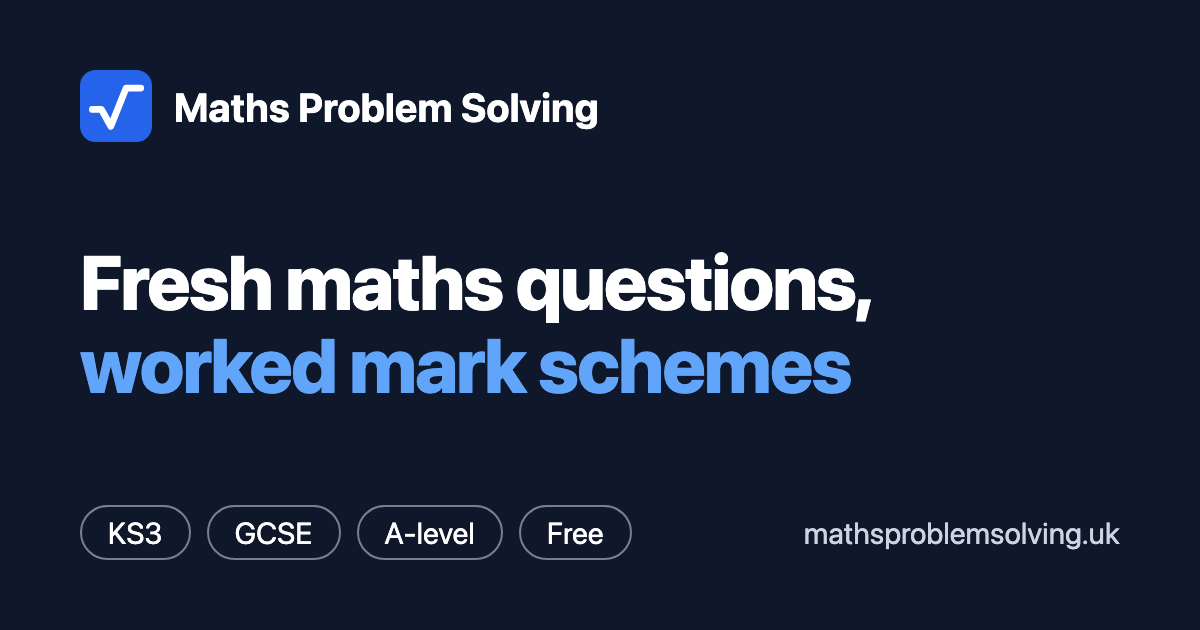 Maths Problem Solving
Fresh maths questions,
worked mark schemes
KS3 GCSE A-level Free mathsproblemsolving.uk